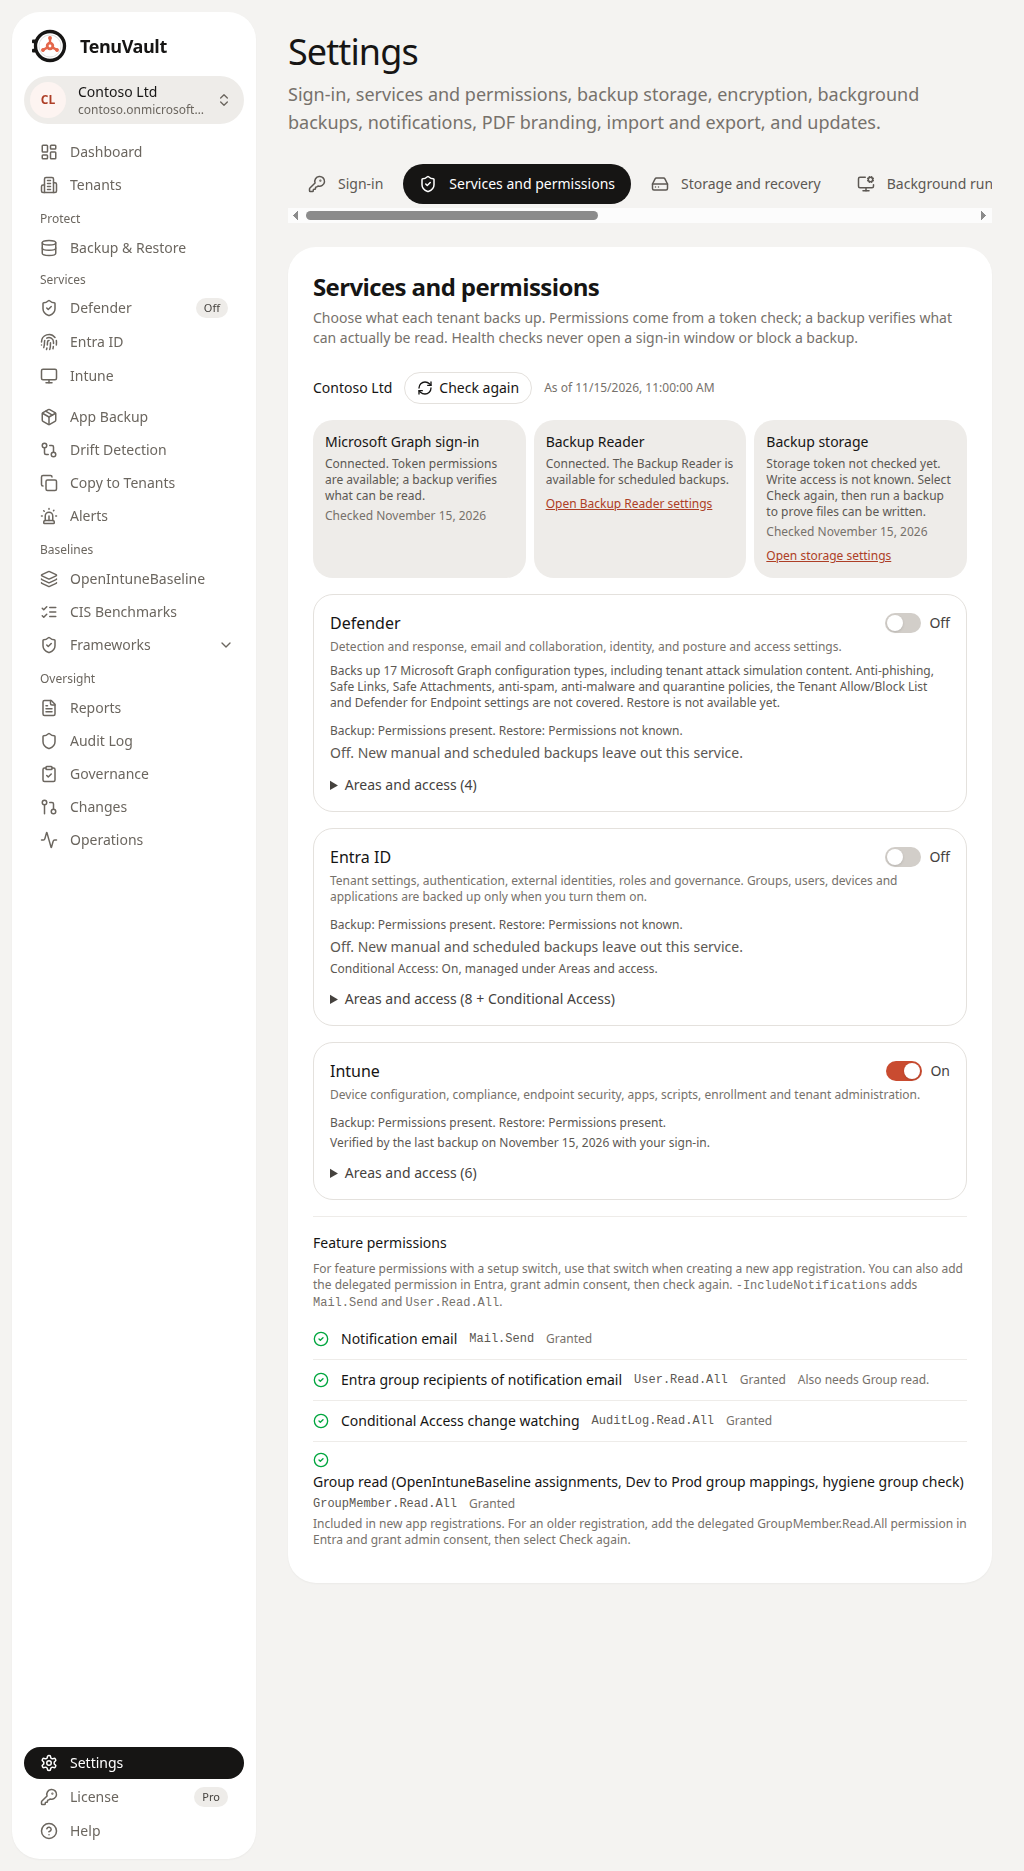 TenuVault
CL
Contoso Ltd
contoso.onmicrosoft...
Dashboard
Tenants
Protect
Backup & Restore
Services
Defender Off
Entra ID
Intune
App Backup
Drift Detection
Copy to Tenants
Alerts
Baselines
OpenIntuneBaseline
CIS Benchmarks
Frameworks
Oversight
Reports
Audit Log
Governance
Changes
Operations
Settings
License Pro
Help
Settings
Sign-in, services and permissions, backup storage, encryption, background
backups, notifications, PDF branding, import and export, and updates.
Sign-in Services and permissions Storage and recovery Background run
Services and permissions
Choose what each tenant backs up. Permissions come from a token check; a backup verifies what
can actually be read. Health checks never open a sign-in window or block a backup.
Contoso Ltd Check again As of 11/15/2026, 11:00:00 AM
Microsoft Graph sign-in
Connected. Token permissions
are available; a backup verifies
what can be read.
Checked November 15, 2026
Backup Reader
Connected. The Backup Reader is
available for scheduled backups.
Open Backup Reader settings
Backup storage
Storage token not checked yet.
Write access is not known. Select
Check again, then run a backup
to prove files can be written.
Checked November 15, 2026
Open storage settings
Defender Off
Detection and response, email and collaboration, identity, and posture and access settings.
Backs up 17 Microsoft Graph configuration types, including tenant attack simulation content. Anti-phishing,
Safe Links, Safe Attachments, anti-spam, anti-malware and quarantine policies, the Tenant Allow/Block List
and Defender for Endpoint settings are not covered. Restore is not available yet.
Backup: Permissions present. Restore: Permissions not known.
Off. New manual and scheduled backups leave out this service.
Areas and access (4)
Entra ID Off
Tenant settings, authentication, external identities, roles and governance. Groups, users, devices and
applications are backed up only when you turn them on.
Backup: Permissions present. Restore: Permissions not known.
Off. New manual and scheduled backups leave out this service.
Conditional Access: On, managed under Areas and access.
Areas and access (8 + Conditional Access)
Intune On
Device configuration, compliance, endpoint security, apps, scripts, enrollment and tenant administration.
Backup: Permissions present. Restore: Permissions present.
Verified by the last backup on November 15, 2026 with your sign-in.
Areas and access (6)
Feature permissions
For feature permissions with a setup switch, use that switch when creating a new app registration. You can also add
the delegated permission in Entra, grant admin consent, then check again. -IncludeNotifications adds
Mail.Send and User.Read.All.
Notification email Mail.Send Granted
Entra group recipients of notification email User.Read.All Granted Also needs Group read.
Conditional Access change watching AuditLog.Read.All Granted
Group read (OpenIntuneBaseline assignments, Dev to Prod group mappings, hygiene group check)
GroupMember.Read.All Granted
Included in new app registrations. For an older registration, add the delegated GroupMember.Read.All permission in
Entra and grant admin consent, then select Check again.